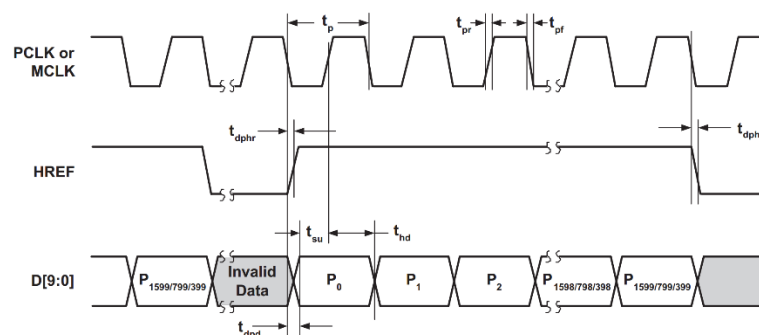 t_p t_pr t_pf
PCLK or
MCLK
t_dphr t_dph
HREF
t_su t_hd
D[9:0] P_1599/799/399 Invalid Data P_0 P_1 P_2 P_1598/798/398 P_1599/799/399
t_dpd